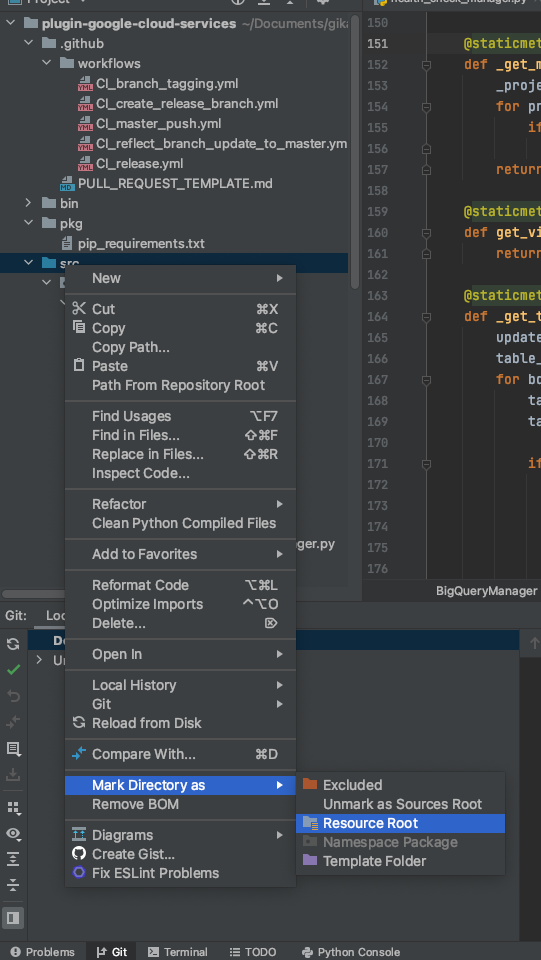 Project
health_check_manager.py
plugin-google-cloud-services ~/Documents/gika
.github
workflows
CI_branch_tagging.yml
CI_create_release_branch.yml
CI_master_push.yml
CI_reflect_branch_update_to_master.ym
CI_release.yml
PULL_REQUEST_TEMPLATE.md
bin
pkg
pip_requirements.txt
src
New
Cut ⌘X
Copy ⌘C
Copy Path...
Paste ⌘V
Path From Repository Root
Find Usages ⌥F7
Find in Files... ⇧⌘F
Replace in Files... ⇧⌘R
Inspect Code...
Refactor
Clean Python Compiled Files
Add to Favorites
ger.py
Reformat Code ⌥⌘L
Optimize Imports ^⌥O
Delete... ⌦
Open In
Local History
Git
Reload from Disk
Compare With... ⌘D
Mark Directory as
Remove BOM
Diagrams
Create Gist...
Fix ESLint Problems
Excluded
Unmark as Sources Root
Resource Root
Namespace Package
Template Folder
150
151 @staticmet
152 def _get_m
153 _proje
154 for pr
155 if
156
157 return
158
159 @staticmet
160 def get_vi
161 return
162
163 @staticmet
164 def _get_t
165 update
166 table_
167 for bo
168 ta
169 ta
170
171 if
172
173
174
175
176
BigQueryManager
Git: Lo
De
Un
Problems
Git
Terminal
TODO
Python Console